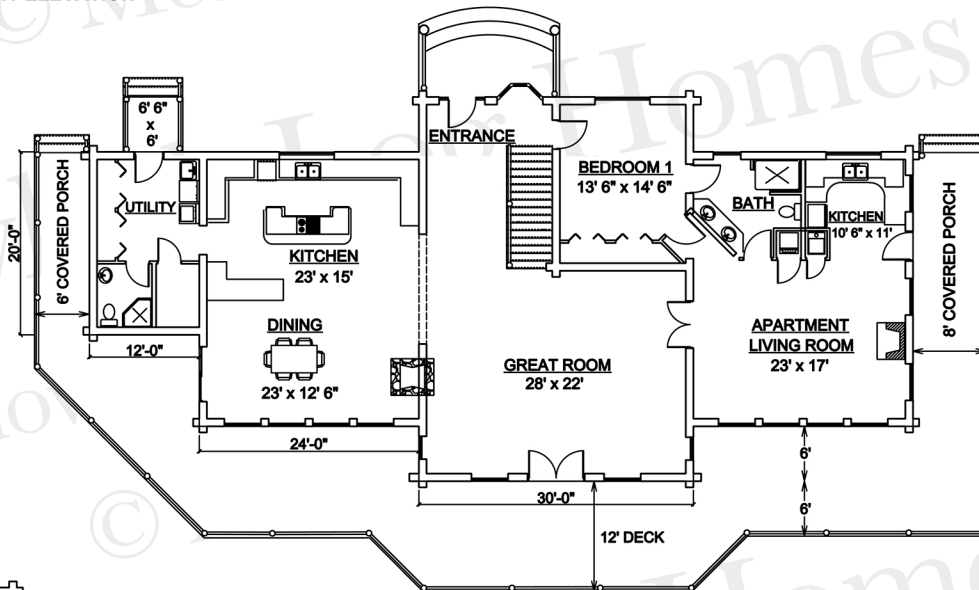 6' 6"
x
6'
ENTRANCE
BEDROOM 1
13' 6" x 14' 6"
BATH
KITCHEN
10' 6" x 11'
UTILITY
6' COVERED PORCH
20'-0"
KITCHEN
23' x 15'
8' COVERED PORCH
DINING
23' x 12' 6"
GREAT ROOM
28' x 22'
APARTMENT
LIVING ROOM
23' x 17'
12'-0"
24'-0"
30'-0"
6'
6'
12' DECK
Homes
©